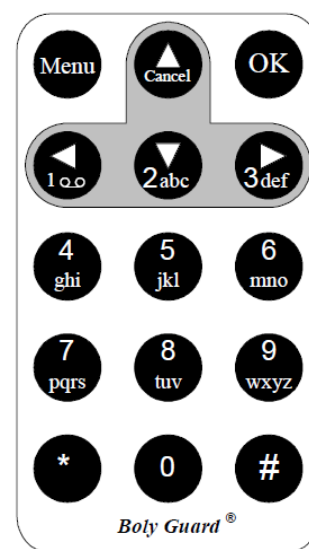 Menu Cancel OK
1 2abc 3def
4 5 6
ghi jkl mno
7 8 9
pqrs tuv wxyz
* 0 #
Boly Guard ®